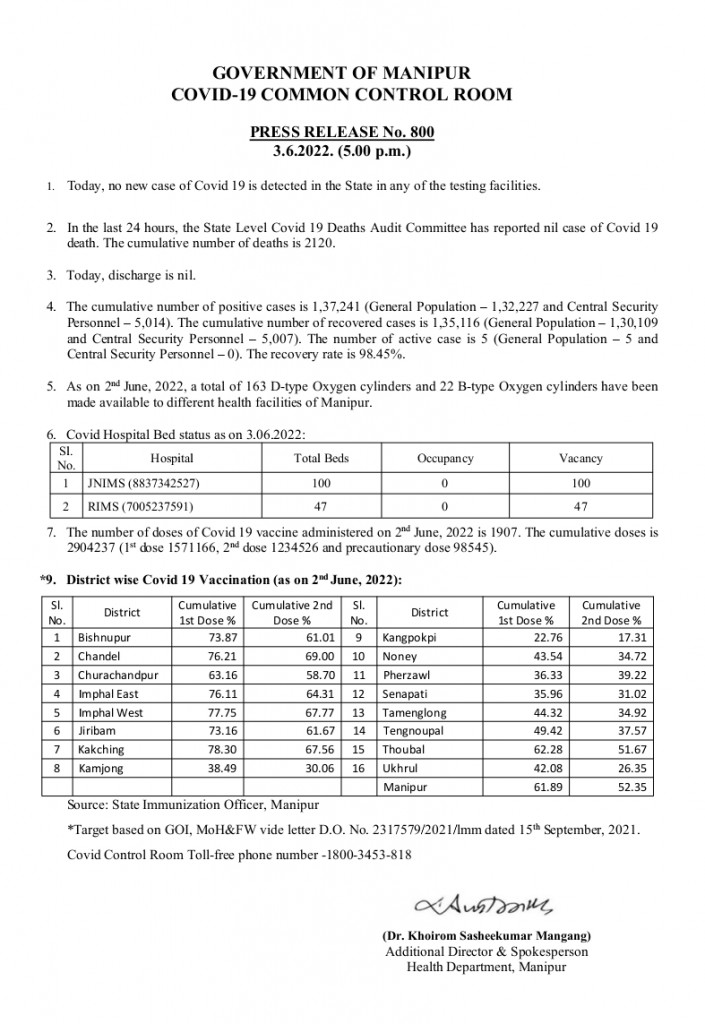 GOVERNMENT OF MANIPUR
COVID-19 COMMON CONTROL ROOM
PRESS RELEASE No. 800
3.6.2022. (5.00 p.m.)
1. Today, no new case of Covid 19 is detected in the State in any of the testing facilities.
2. In the last 24 hours, the State Level Covid 19 Deaths Audit Committee has reported nil case of Covid 19
death. The cumulative number of deaths is 2120.
3. Today, discharge is nil.
4. The cumulative number of positive cases is 1,37,241 (General Population – 1,32,227 and Central Security
Personnel – 5,014). The cumulative number of recovered cases is 1,35,116 (General Population – 1,30,109
and Central Security Personnel – 5,007). The number of active case is 5 (General Population – 5 and
Central Security Personnel – 0). The recovery rate is 98.45%.
5. As on 2nd June, 2022, a total of 163 D-type Oxygen cylinders and 22 B-type Oxygen cylinders have been
made available to different health facilities of Manipur.
6. Covid Hospital Bed status as on 3.06.2022:
Sl. No. Hospital Total Beds Occupancy Vacancy
1 JNIMS (8837342527) 100 0 100
2 RIMS (7005237591) 47 0 47
7. The number of doses of Covid 19 vaccine administered on 2nd June, 2022 is 1907. The cumulative doses is
2904237 (1st dose 1571166, 2nd dose 1234526 and precautionary dose 98545).
*9. District wise Covid 19 Vaccination (as on 2nd June, 2022):
Sl. No. District Cumulative 1st Dose % Cumulative 2nd Dose % Sl. No. District Cumulative 1st Dose % Cumulative 2nd Dose %
1 Bishnupur 73.87 61.01 9 Kangpokpi 22.76 17.31
2 Chandel 76.21 69.00 10 Noney 43.54 34.72
3 Churachandpur 63.16 58.70 11 Pherzawl 36.33 39.22
4 Imphal East 76.11 64.31 12 Senapati 35.96 31.02
5 Imphal West 77.75 67.77 13 Tamenglong 44.32 34.92
6 Jiribam 73.16 61.67 14 Tengnoupal 49.42 37.57
7 Kakching 78.30 67.56 15 Thoubal 62.28 51.67
8 Kamjong 38.49 30.06 16 Ukhrul 42.08 26.35
Manipur 61.89 52.35
Source: State Immunization Officer, Manipur
*Target based on GOI, MoH&FW vide letter D.O. No. 2317579/2021/Imm dated 15th September, 2021.
Covid Control Room Toll-free phone number -1800-3453-818
(Dr. Khoirom Sasheekumar Mangang)
Additional Director & Spokesperson
Health Department, Manipur